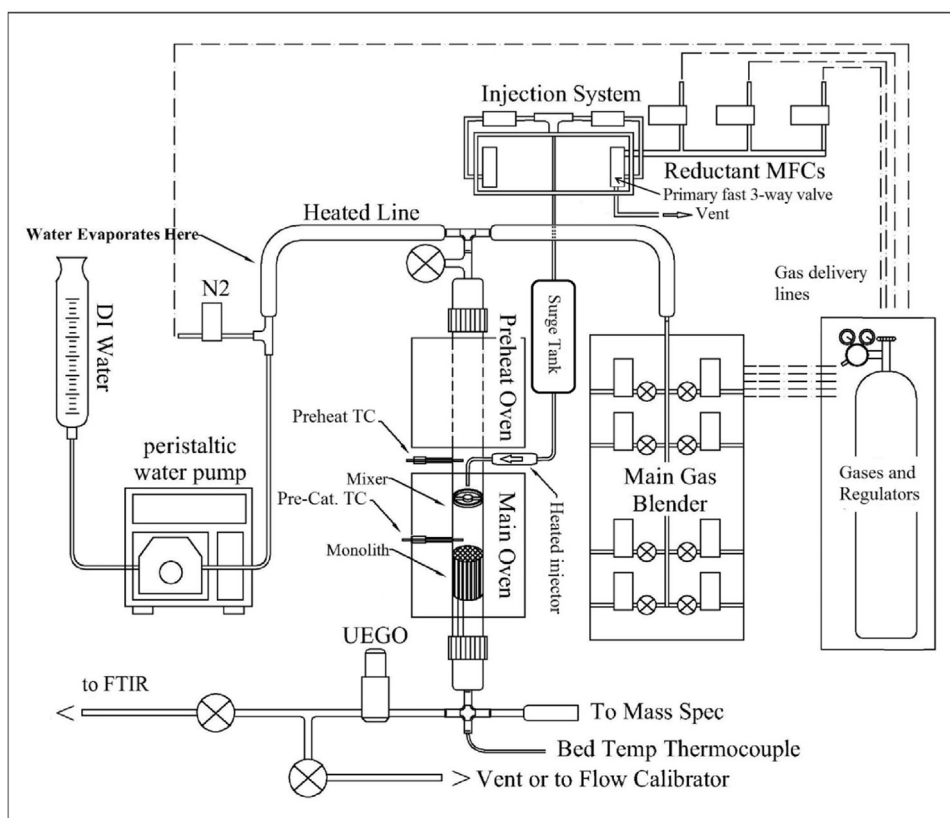 Injection System
Reductant MFCs
Primary fast 3-way valve
Vent
Heated Line
Water Evaporates Here
N2
DI Water
Gas delivery
lines
Surge Tank
Preheat Oven
Preheat TC
peristaltic
water pump
Mixer
Pre-Cat. TC
Monolith
Main Oven
Heated injector
Main Gas
Blender
Gases and
Regulators
UEGO
to FTIR
To Mass Spec
Bed Temp Thermocouple
Vent or to Flow Calibrator